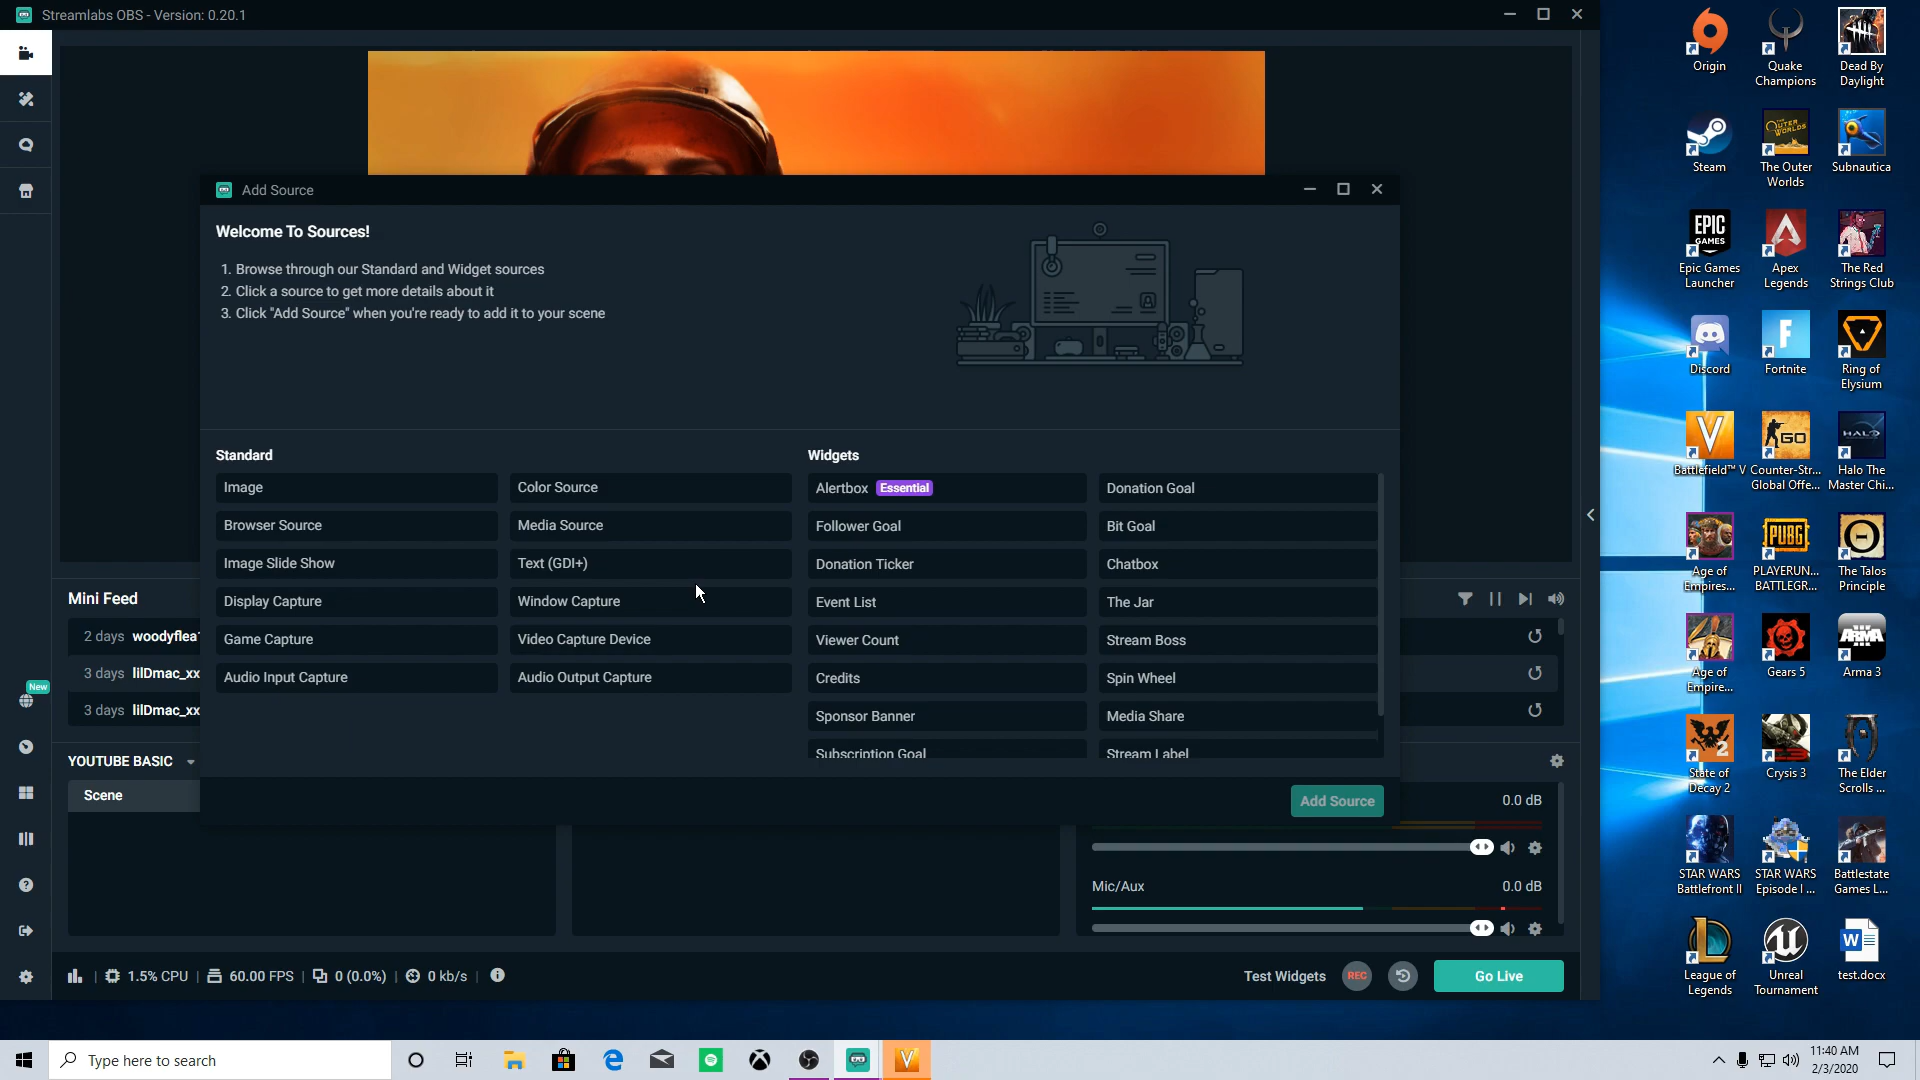 Streamlabs OBS - Version: 0.20.1
Add Source
Welcome To Sources!
1. Browse through our Standard and Widget sources
2. Click a source to get more details about it
3. Click "Add Source" when you're ready to add it to your scene
Standard
Image
Color Source
Browser Source
Media Source
Image Slide Show
Text (GDI+)
Display Capture
Window Capture
Game Capture
Video Capture Device
Audio Input Capture
Audio Output Capture
Widgets
Alertbox Essential
Donation Goal
Follower Goal
Bit Goal
Donation Ticker
Chatbox
Event List
The Jar
Viewer Count
Stream Boss
Credits
Spin Wheel
Sponsor Banner
Media Share
Subscription Goal
Stream Label
Add Source
Mini Feed
2 days woodyflea
3 days lilDmac_xx
3 days lilDmac_xx
New
YOUTUBE BASIC
Scene
0.0 dB
Mic/Aux
0.0 dB
1.5% CPU
60.00 FPS
0 (0.0%)
0 kb/s
Test Widgets
REC
Go Live
Origin
Quake
Champions
Dead By
Daylight
Steam
THE OUTER WORLDS
The Outer
Worlds
Subnautica
EPIC
GAMES
Epic Games
Launcher
Apex
Legends
The Red
Strings Club
Discord
F
Fortnite
Ring of
Elysium
V
Battlefield™ V
GO
Counter-Str...
Global Offe...
HALO
Halo The
Master Chi...
Age of
Empires...
PUBG
PLAYERUN...
BATTLEGR...
The Talos
Principle
Age of
Empire...
Gears 5
ARMA
Arma 3
2
State of
Decay 2
Crysis 3
The Elder
Scrolls ...
STAR WARS
Battlefront II
STAR WARS
Episode I ...
Battlestate
Games L...
League of
Legends
Unreal
Tournament
W
test.docx
Type here to search
V
11:40 AM
2/3/2020